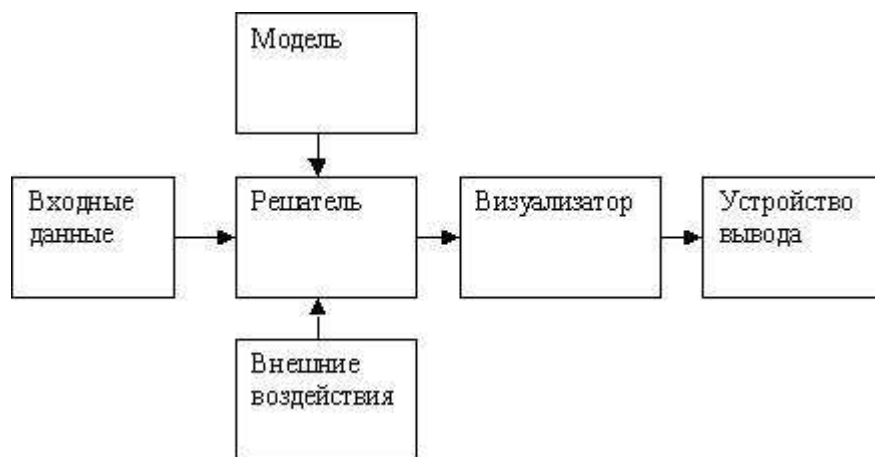 Модель
Входные
данные
Решатель
Визуализатор
Устройство
вывода
Внешние
воздействия